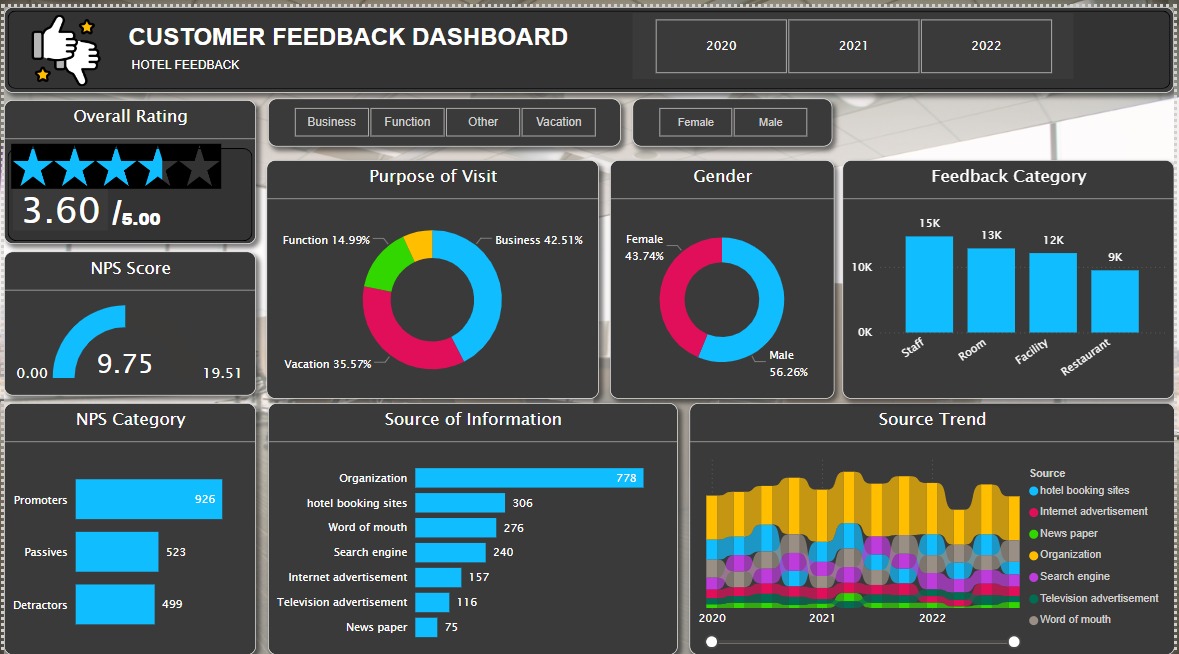 CUSTOMER FEEDBACK DASHBOARD
HOTEL FEEDBACK
2020
2021
2022
Overall Rating
3.60 /5.00
Business
Function
Other
Vacation
Female
Male
NPS Score
0.00
9.75
19.51
Purpose of Visit
Function 14.99%
Business 42.51%
Vacation 35.57%
Gender
Female
43.74%
Male
56.26%
Feedback Category
15K
13K
12K
9K
10K
0K
Staff
Room
Facility
Restaurant
NPS Category
Promoters 926
Passives 523
Detractors 499
Source of Information
Organization 778
hotel booking sites 306
Word of mouth 276
Search engine 240
Internet advertisement 157
Television advertisement 116
News paper 75
Source Trend
2020
2021
2022
Source
hotel booking sites
Internet advertisement
News paper
Organization
Search engine
Television advertisement
Word of mouth